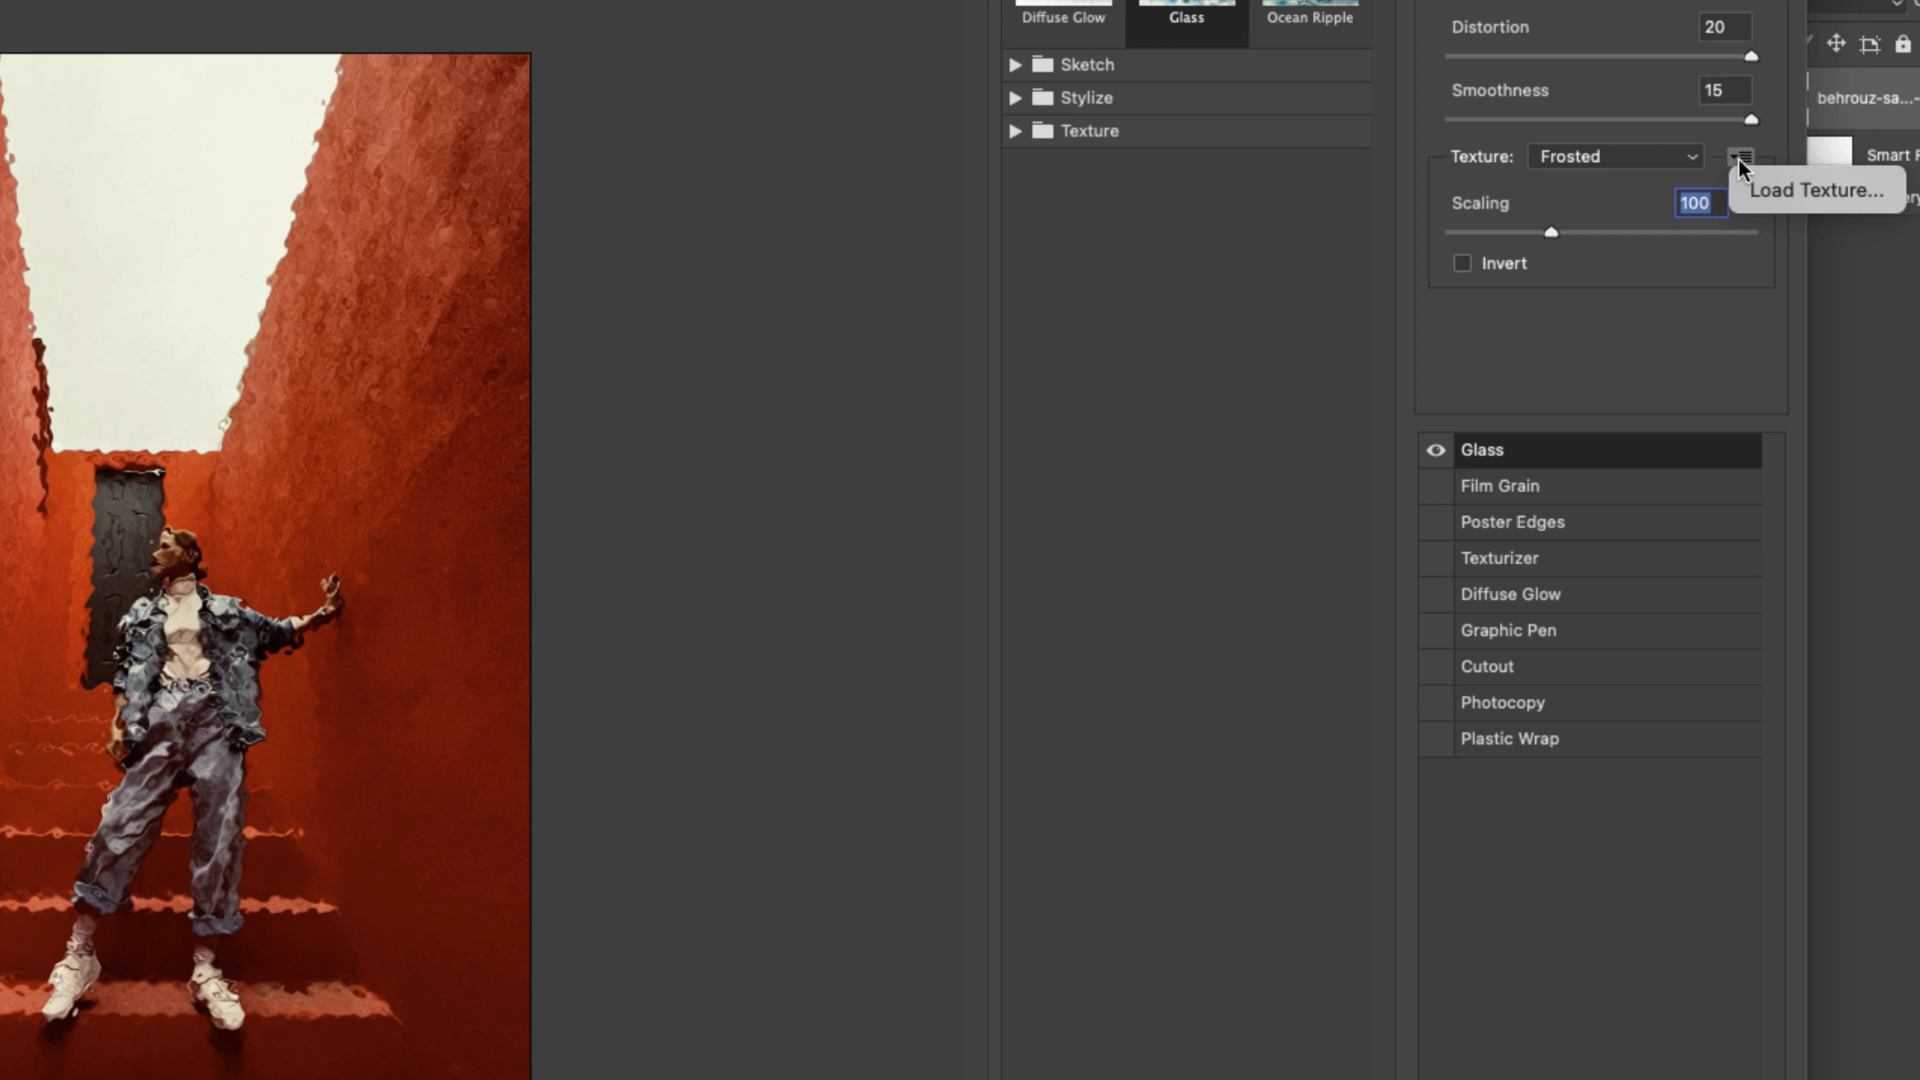 Diffuse Glow
Glass
Ocean Ripple
Sketch
Stylize
Texture
Distortion
20
Smoothness
15
Texture:
Frosted
Load Texture...
Scaling
100
Invert
Glass
Film Grain
Poster Edges
Texturizer
Diffuse Glow
Graphic Pen
Cutout
Photocopy
Plastic Wrap
behrouz-sa...-
Smart F